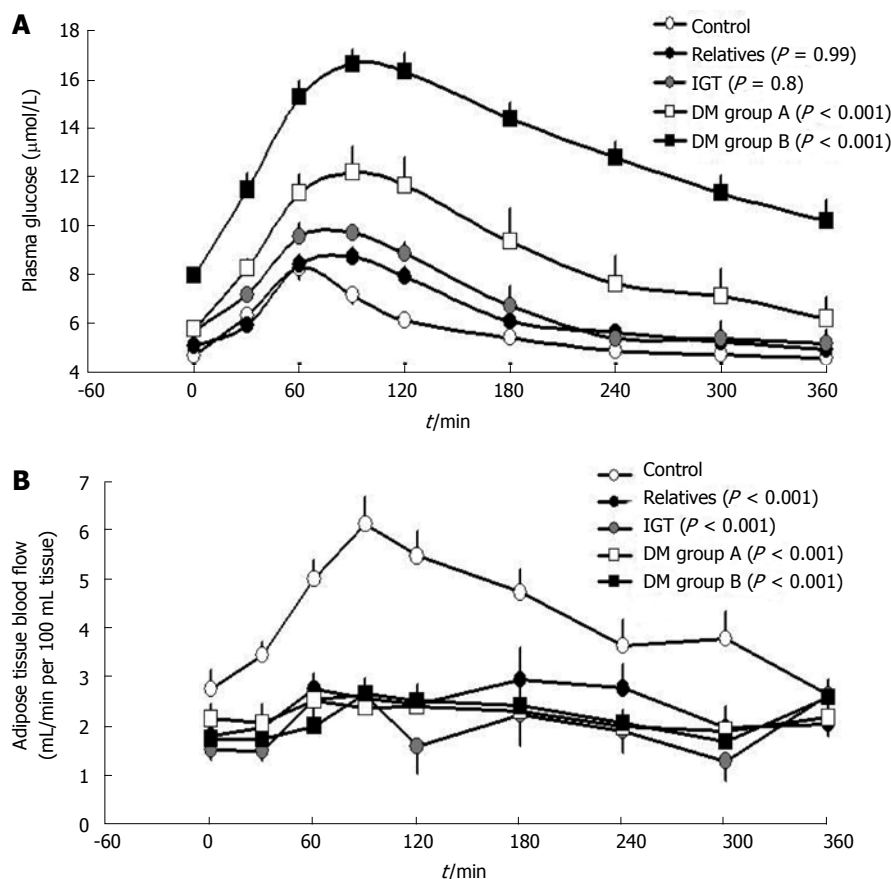 A
Plasma glucose (μmol/L)
18
16
14
12
10
8
6
4
-60
0
60
120
180
240
300
360
t/min
Control
Relatives (P = 0.99)
IGT (P = 0.8)
DM group A (P < 0.001)
DM group B (P < 0.001)
B
Adipose tissue blood flow
(mL/min per 100 mL tissue)
7
6
5
4
3
2
1
0
-60
0
60
120
180
240
300
360
t/min
Control
Relatives (P < 0.001)
IGT (P < 0.001)
DM group A (P < 0.001)
DM group B (P < 0.001)